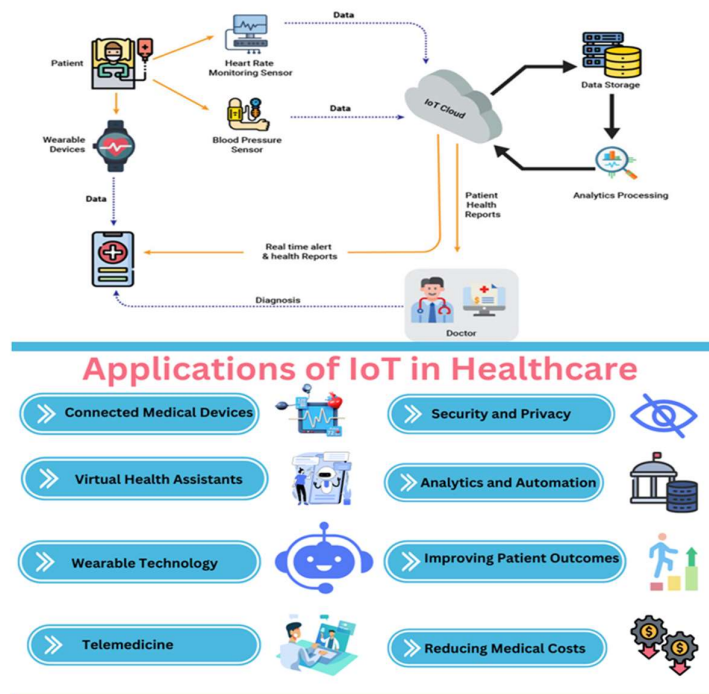 Data
Patient
Heart Rate
Monitoring Sensor
IoT Cloud
Data Storage
Data
Wearable
Devices
Blood Pressure
Sensor
Data
Patient
Health
Reports
Analytics Processing
Real time alert
& health Reports
Diagnosis
Doctor
Applications of IoT in Healthcare
Connected Medical Devices
Security and Privacy
Virtual Health Assistants
Analytics and Automation
Wearable Technology
Improving Patient Outcomes
Telemedicine
Reducing Medical Costs